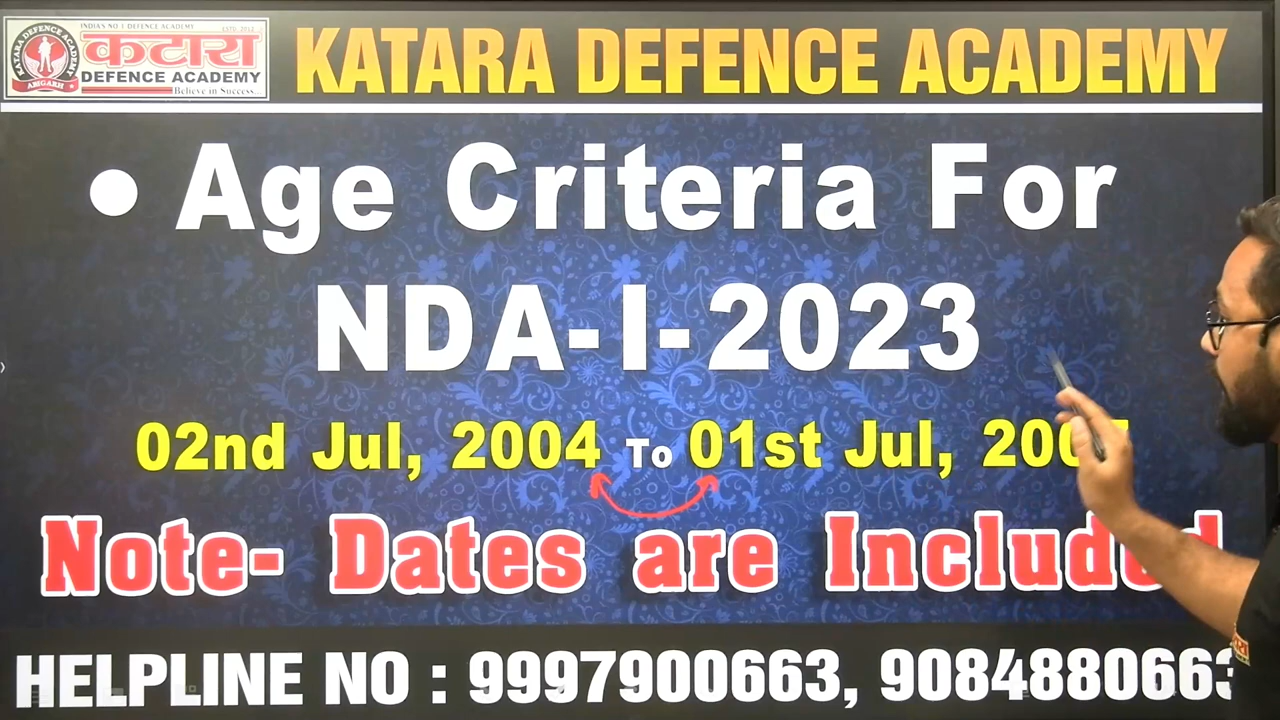 INDIA'S NO 1 DEFENCE ACADEMY
कटारा
DEFENCE ACADEMY
Believe in Success...
KATARA DEFENCE ACADEMY
• Age Criteria For
NDA-I-2023
02nd Jul, 2004 To 01st Jul,
Note- Dates are Included
HELPLINE NO : 9997900663, 9084880663